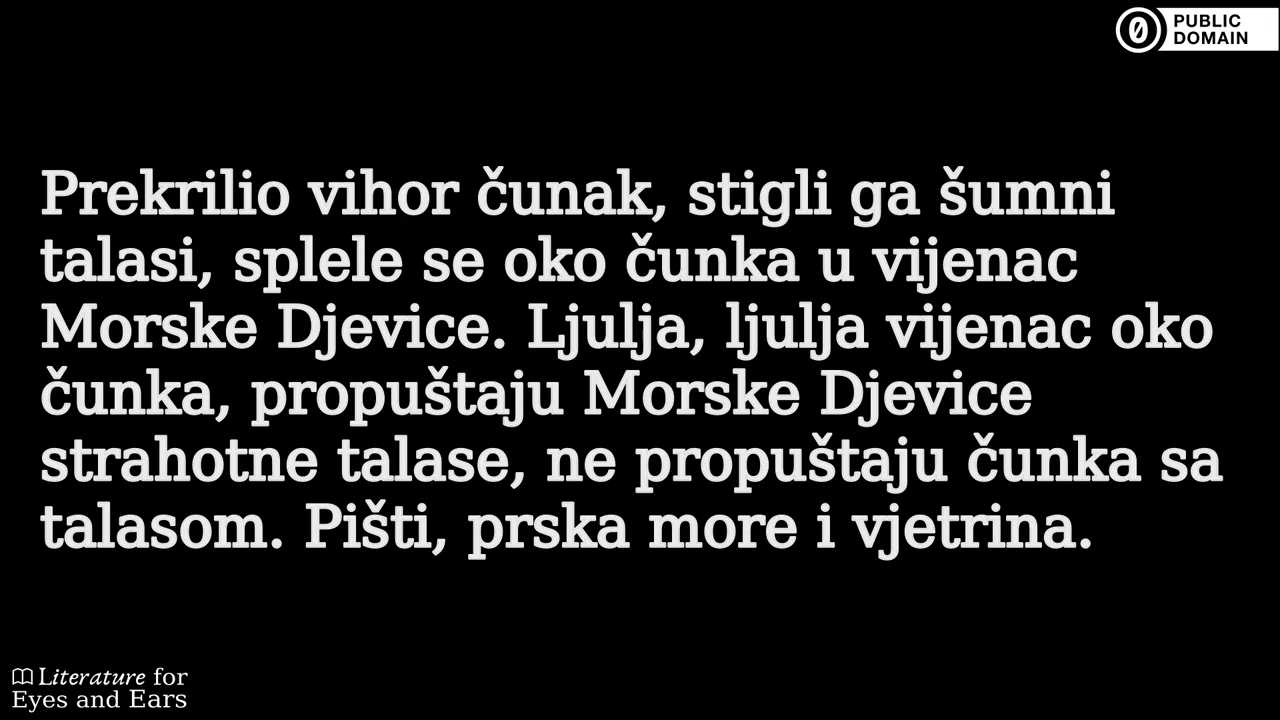 PUBLIC
DOMAIN
Prekrilio vihor čunak, stigli ga šumni
talasi, splele se oko čunka u vijenac
Morske Djevice. Ljulja, ljulja vijenac oko
čunka, propuštaju Morske Djevice
strahotne talase, ne propuštaju čunka sa
talasom. Pišti, prska more i vjetrina.
Literature for
Eyes and Ears